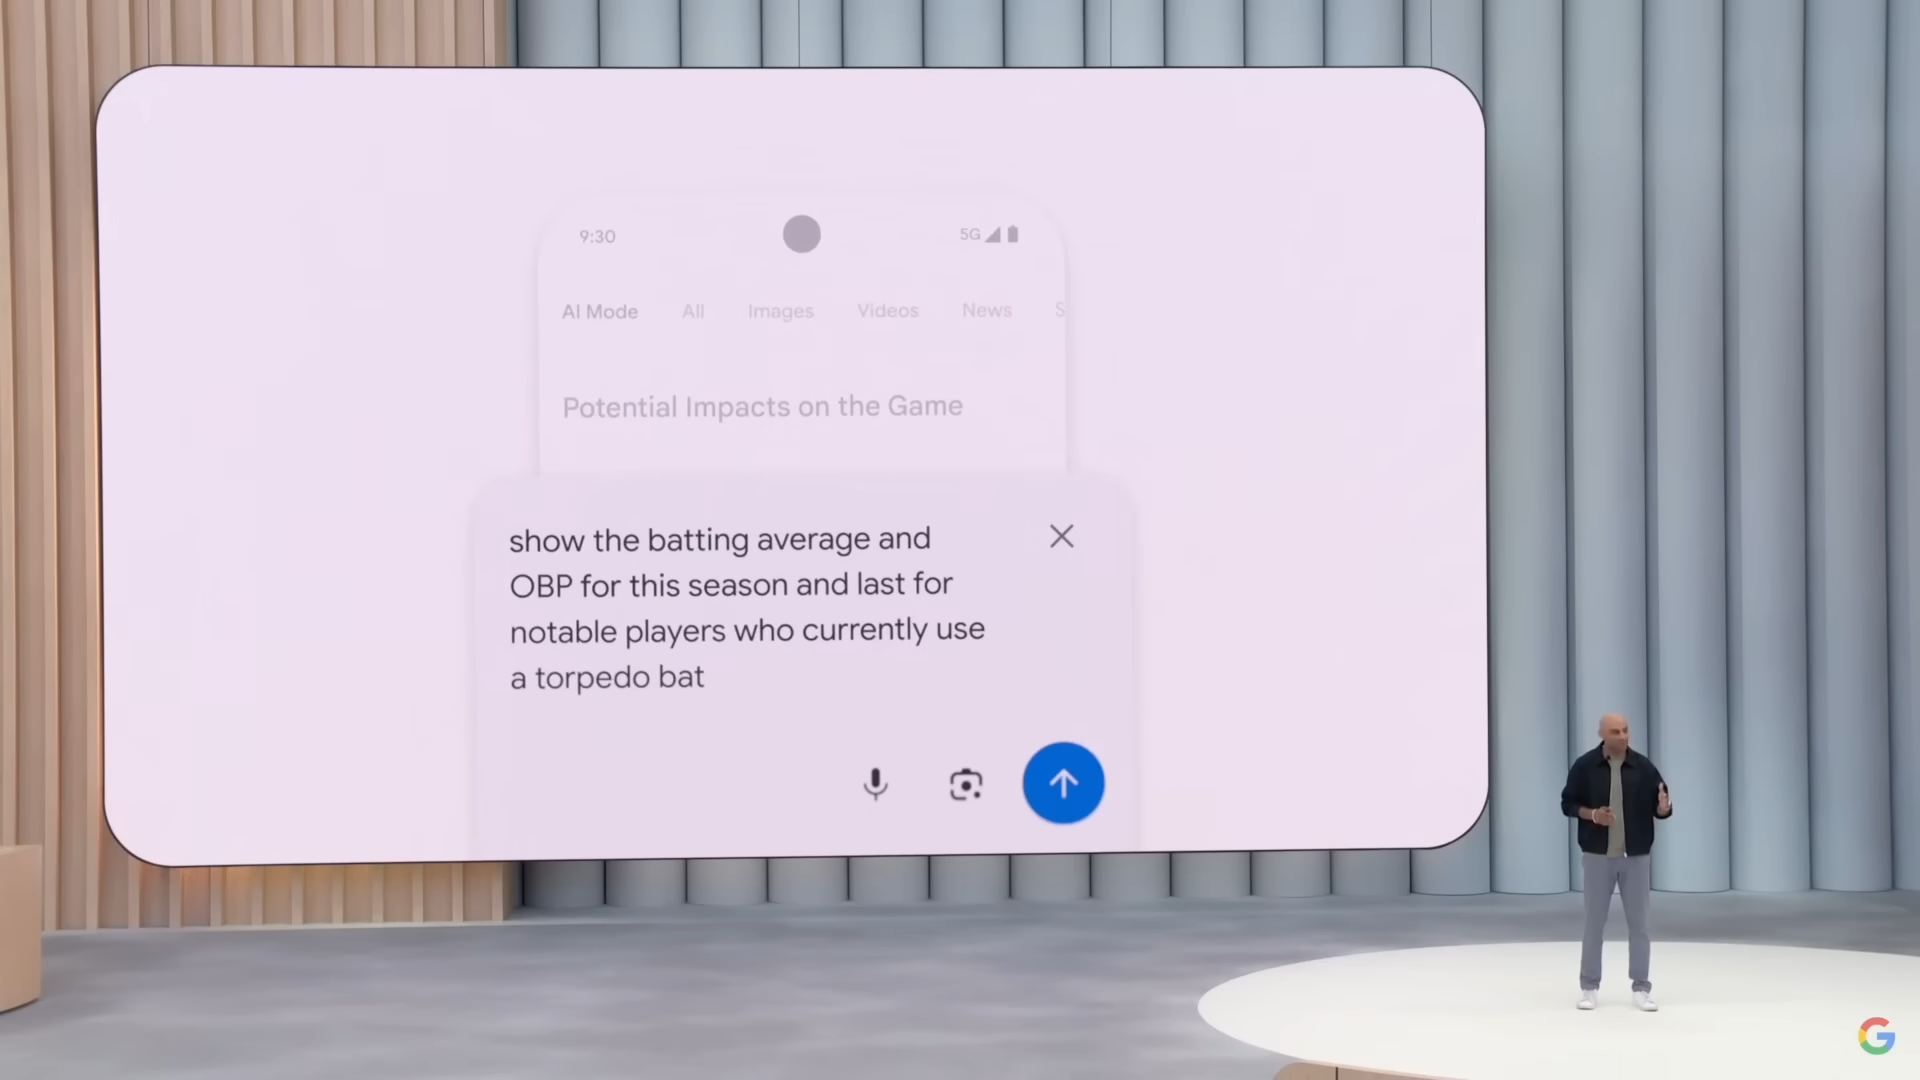 9:30
5G
AI Mode All Images Videos News S
Potential Impacts on the Game
show the batting average and
OBP for this season and last for
notable players who currently use
a torpedo bat